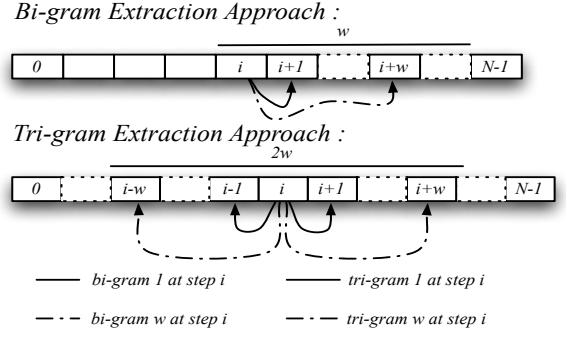 Bi-gram Extraction Approach :
w
0 i i+1 i+w N-1
Tri-gram Extraction Approach :
2w
0 i-w i-1 i i+1 i+w N-1
bi-gram 1 at step i tri-gram 1 at step i
bi-gram w at step i tri-gram w at step i